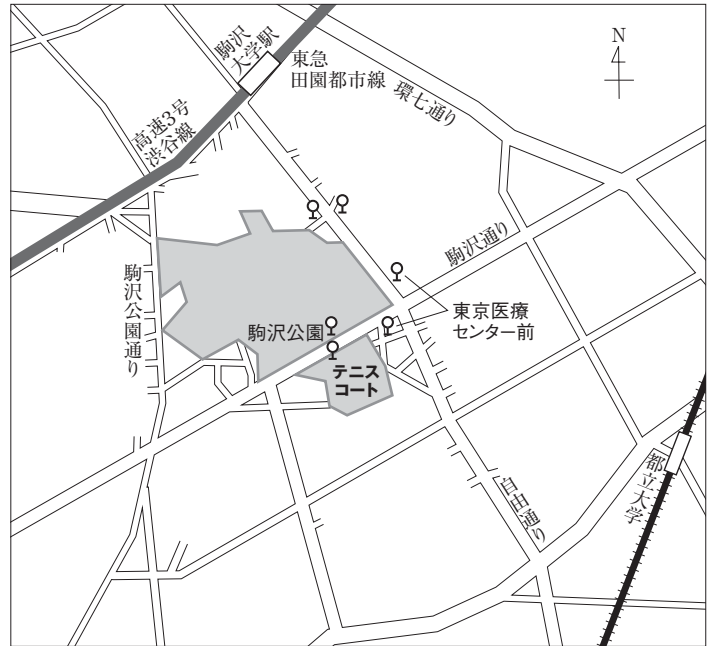 駒沢
大学駅
東急
田園都市線
N
環七通り
高速3号
渋谷線
駒沢通り
駒沢公園通り
駒沢公園
東京医療
センター前
テニス
コート
自由通り
都立大学